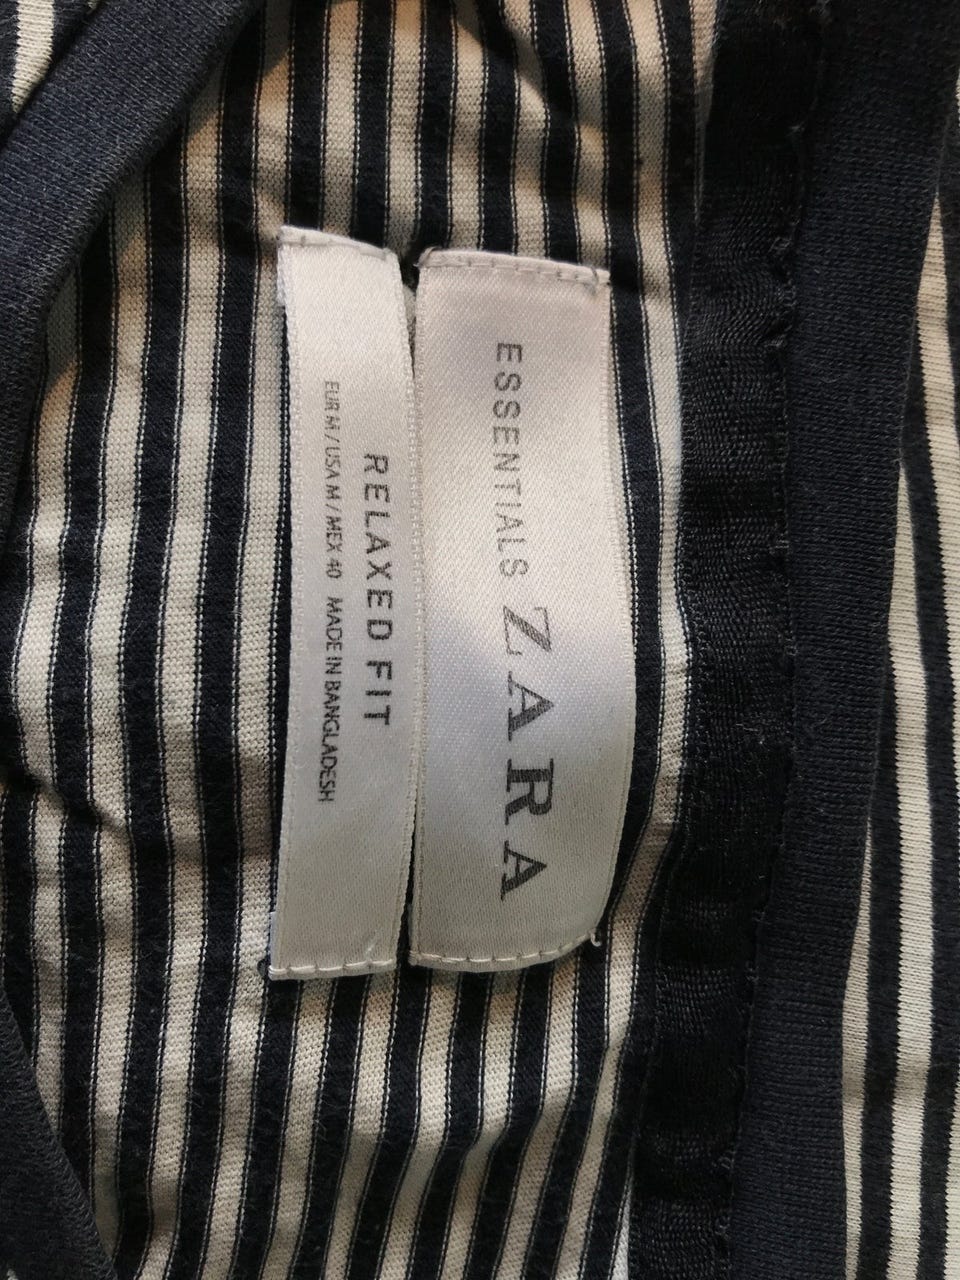 ESSENTIALS ZARA
RELAXED FIT
EUR M / USA M / MEX 40 MADE IN BANGLADESH